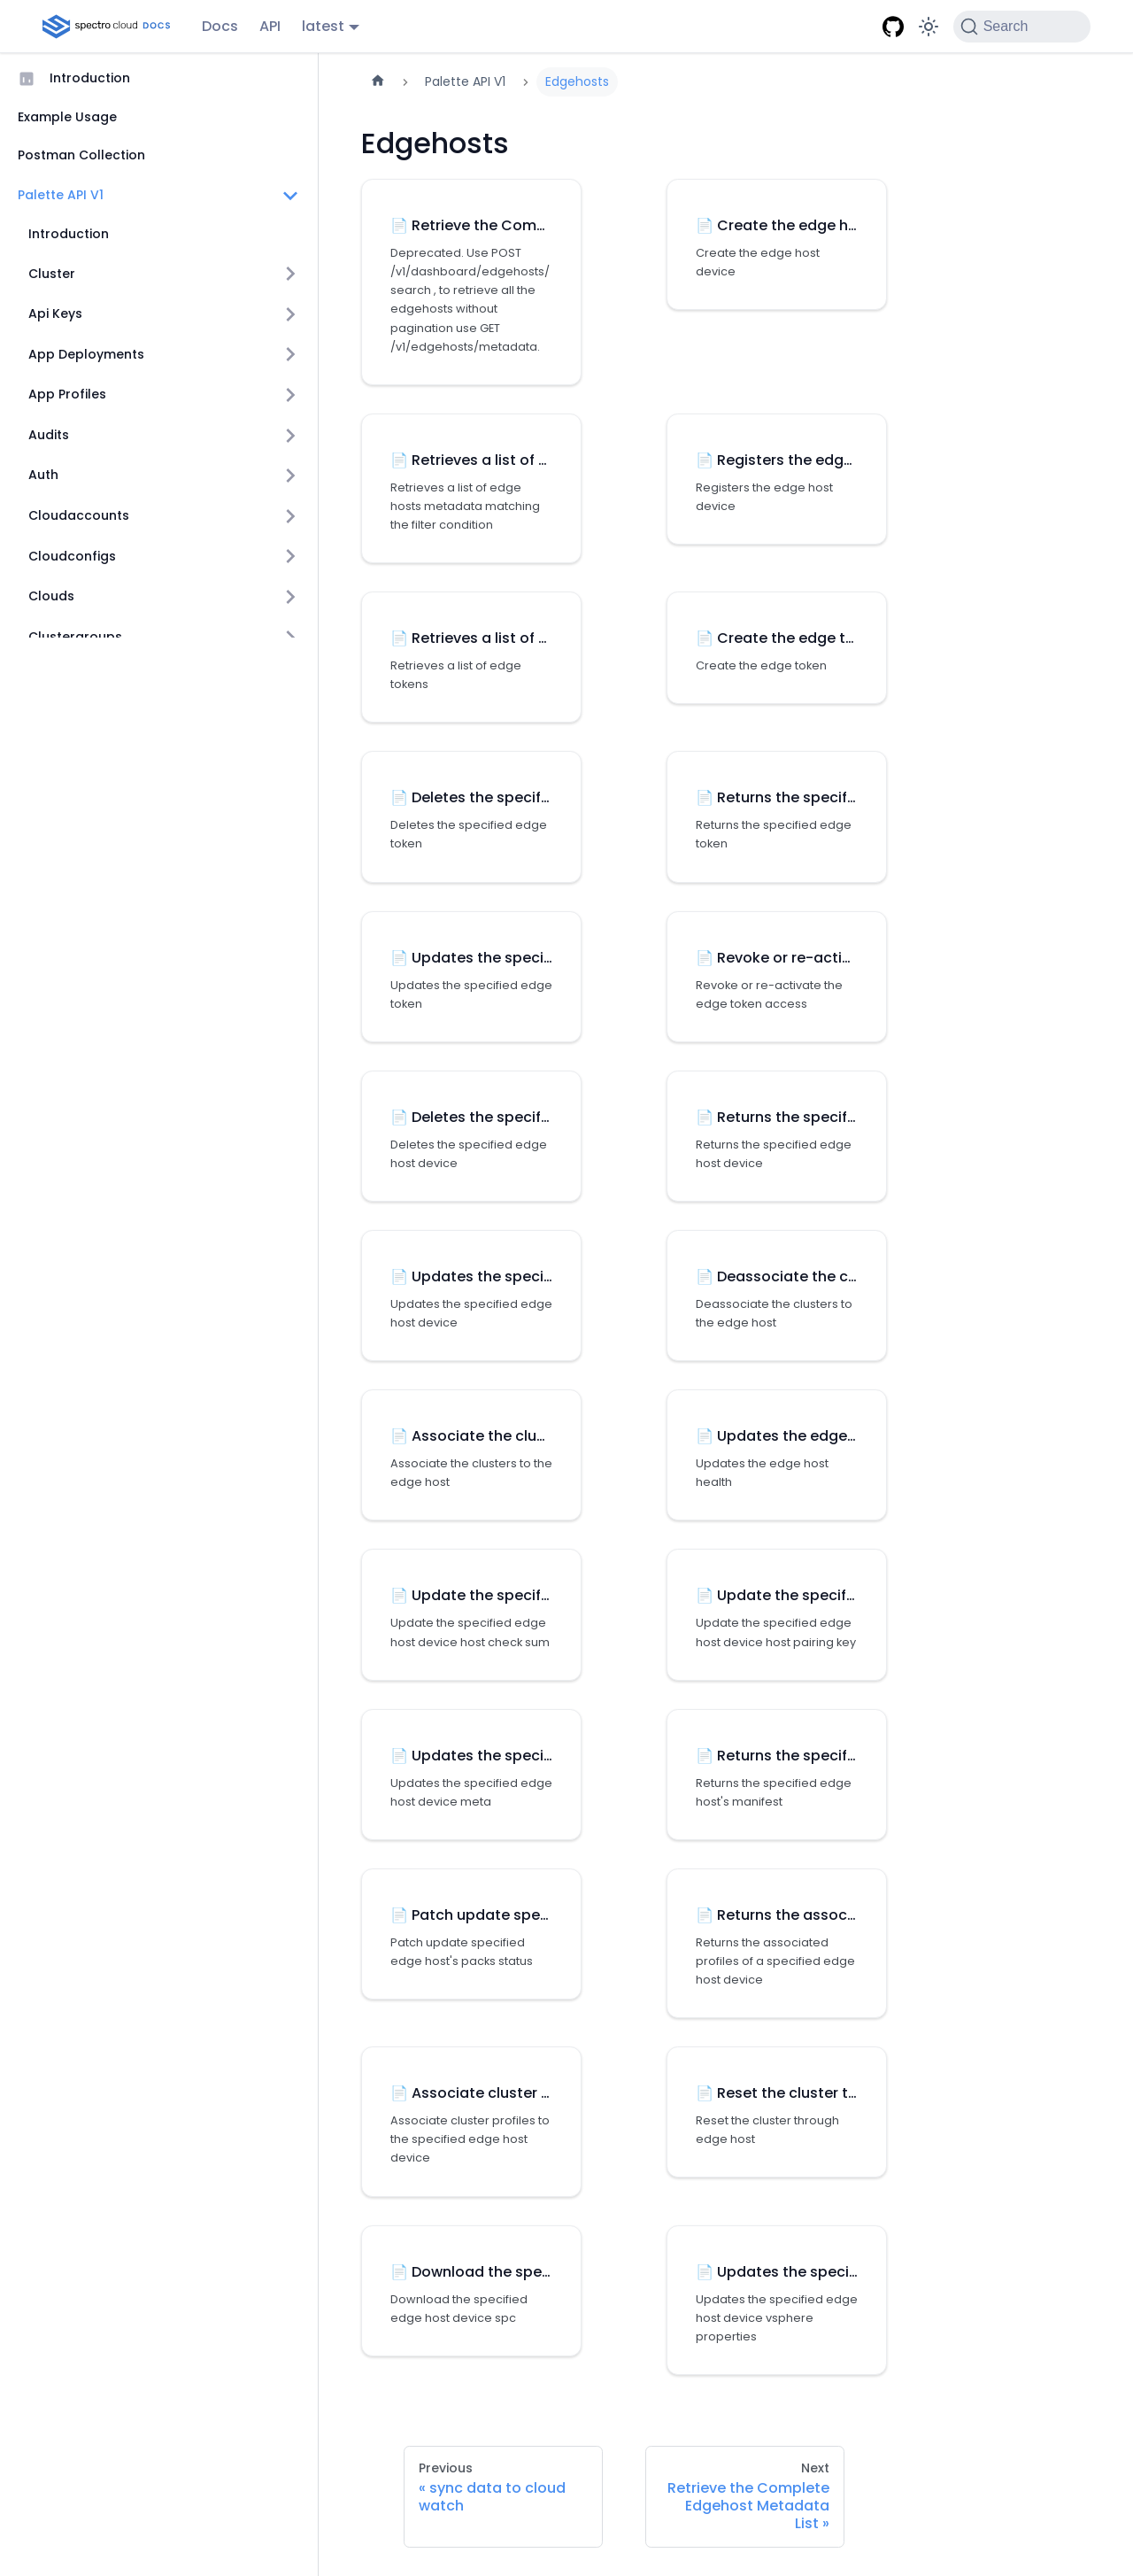 spectro cloud DOCS
Docs
API
latest
Search
Introduction
Example Usage
Postman Collection
Palette API V1
Introduction
Cluster
Api Keys
App Deployments
App Profiles
Audits
Auth
Cloudaccounts
Cloudconfigs
Clouds
Clustergroups
Palette API V1
Edgehosts
Edgehosts
Retrieve the Com...
Deprecated. Use POST
/v1/dashboard/edgehosts/
search , to retrieve all the
edgehosts without
pagination use GET
/v1/edgehosts/metadata.
Create the edge h...
Create the edge host
device
Retrieves a list of ...
Retrieves a list of edge
hosts metadata matching
the filter condition
Registers the edg...
Registers the edge host
device
Retrieves a list of ...
Retrieves a list of edge
tokens
Create the edge t...
Create the edge token
Deletes the specif...
Deletes the specified edge
token
Returns the specif...
Returns the specified edge
token
Updates the speci...
Updates the specified edge
token
Revoke or re-acti...
Revoke or re-activate the
edge token access
Deletes the specif...
Deletes the specified edge
host device
Returns the specif...
Returns the specified edge
host device
Updates the speci...
Updates the specified edge
host device
Deassociate the c...
Deassociate the clusters to
the edge host
Associate the clu...
Associate the clusters to the
edge host
Updates the edge...
Updates the edge host
health
Update the specif...
Update the specified edge
host device host check sum
Update the specif...
Update the specified edge
host device host pairing key
Updates the speci...
Updates the specified edge
host device meta
Returns the specif...
Returns the specified edge
host's manifest
Patch update spe...
Patch update specified
edge host's packs status
Returns the assoc...
Returns the associated
profiles of a specified edge
host device
Associate cluster ...
Associate cluster profiles to
the specified edge host
device
Reset the cluster t...
Reset the cluster through
edge host
Download the spe...
Download the specified
edge host device spc
Updates the speci...
Updates the specified edge
host device vsphere
properties
Previous
« sync data to cloud
watch
Next
Retrieve the Complete
Edgehost Metadata
List »